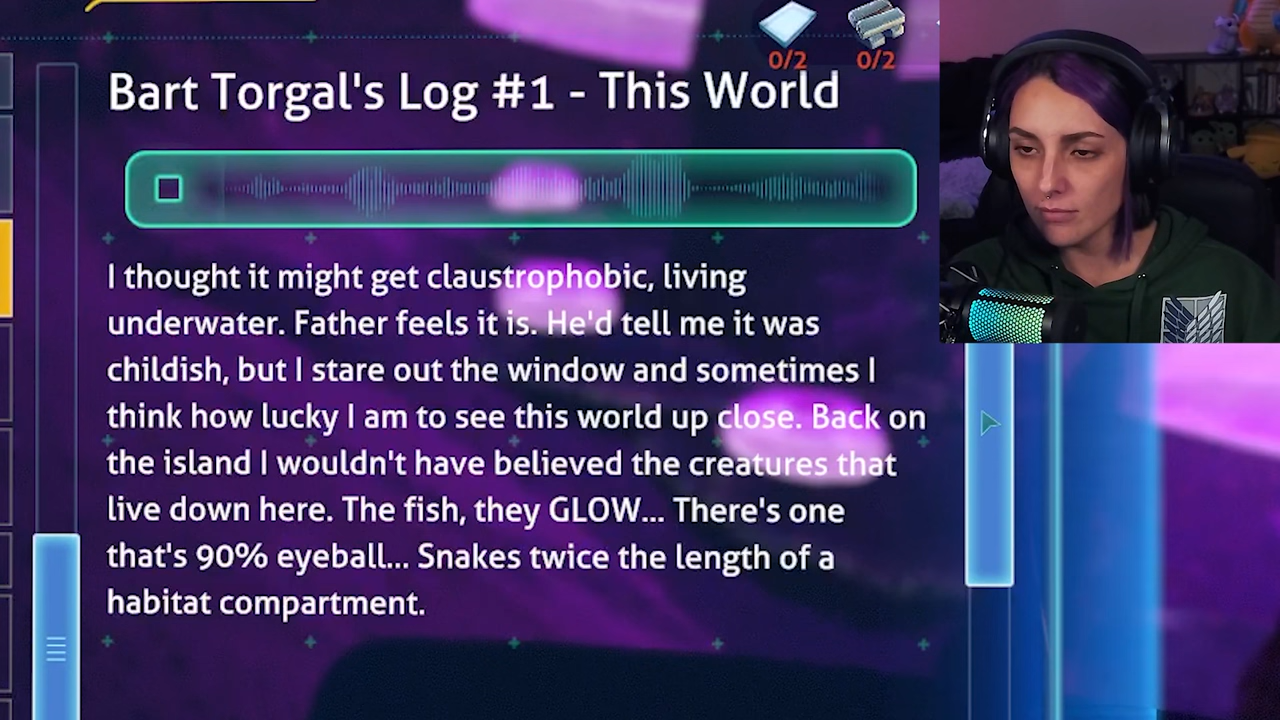 0/2 0/2
Bart Torgal's Log #1 - This World
I thought it might get claustrophobic, living
underwater. Father feels it is. He'd tell me it was
childish, but I stare out the window and sometimes I
think how lucky I am to see this world up close. Back on
the island I wouldn't have believed the creatures that
live down here. The fish, they GLOW... There's one
that's 90% eyeball... Snakes twice the length of a
habitat compartment.